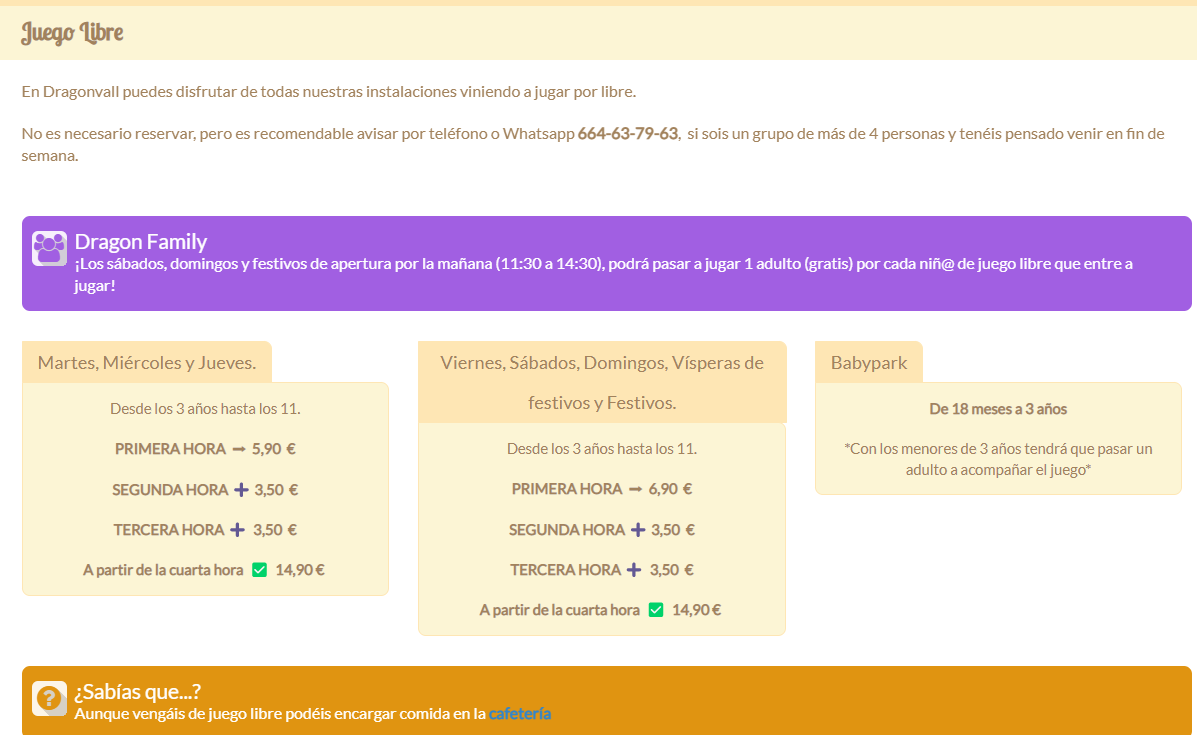 Juego Libre
En Dragonvall puedes disfrutar de todas nuestras instalaciones viniendo a jugar por libre.
No es necesario reservar, pero es recomendable avisar por teléfono o Whatsapp 664-63-79-63, si sois un grupo de más de 4 personas y tenéis pensado venir en fin de
semana.
Dragon Family
¡Los sábados, domingos y festivos de apertura por la mañana (11:30 a 14:30), podrá pasar a jugar 1 adulto (gratis) por cada niñ@ de juego libre que entre a
jugar!
Martes, Miércoles y Jueves.
Desde los 3 años hasta los 11.
PRIMERA HORA ➞ 5,90 €
SEGUNDA HORA ➕ 3,50 €
TERCERA HORA ➕ 3,50 €
A partir de la cuarta hora ✅ 14,90 €
Viernes, Sábados, Domingos, Vísperas de
festivos y Festivos.
Desde los 3 años hasta los 11.
PRIMERA HORA ➞ 6,90 €
SEGUNDA HORA ➕ 3,50 €
TERCERA HORA ➕ 3,50 €
A partir de la cuarta hora ✅ 14,90 €
Babypark
De 18 meses a 3 años
*Con los menores de 3 años tendrá que pasar un
adulto a acompañar el juego*
¿Sabías que...?
Aunque vengáis de juego libre podéis encargar comida en la cafetería